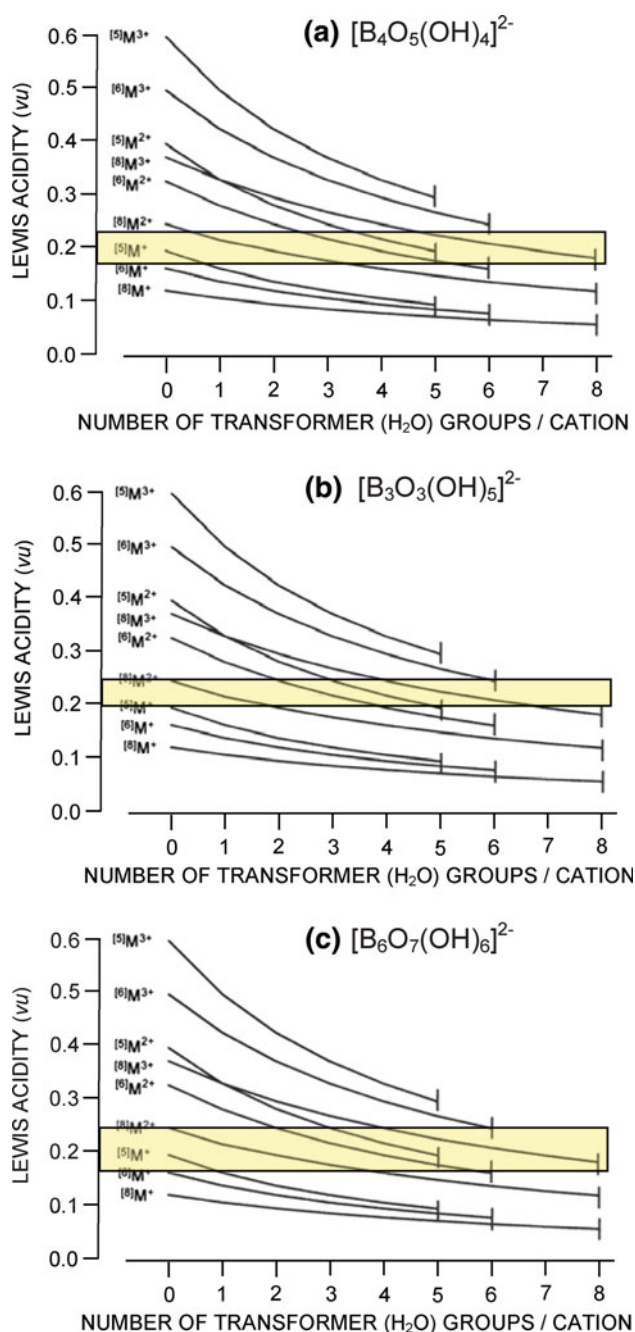 (a) [B₄O₅(OH)₄]²⁻
LEWIS ACIDITY (vu)
0.6
0.5
0.4
0.3
0.2
0.1
0.0
[5]M³⁺
[6]M³⁺
[5]M²⁺
[8]M³⁺
[6]M²⁺
[8]M²⁺
[5]M⁺
[6]M⁺
[8]M⁺
0 1 2 3 4 5 6 7 8
NUMBER OF TRANSFORMER (H₂O) GROUPS / CATION
(b) [B₃O₃(OH)₅]²⁻
LEWIS ACIDITY (vu)
0.6
0.5
0.4
0.3
0.2
0.1
0.0
[5]M³⁺
[6]M³⁺
[5]M²⁺
[8]M³⁺
[6]M²⁺
[8]M²⁺
[5]M⁺
[6]M⁺
[8]M⁺
0 1 2 3 4 5 6 7 8
NUMBER OF TRANSFORMER (H₂O) GROUPS / CATION
(c) [B₆O₇(OH)₆]²⁻
LEWIS ACIDITY (vu)
0.6
0.5
0.4
0.3
0.2
0.1
0.0
[5]M³⁺
[6]M³⁺
[5]M²⁺
[8]M³⁺
[6]M²⁺
[8]M²⁺
[5]M⁺
[6]M⁺
[8]M⁺
0 1 2 3 4 5 6 7 8
NUMBER OF TRANSFORMER (H₂O) GROUPS / CATION